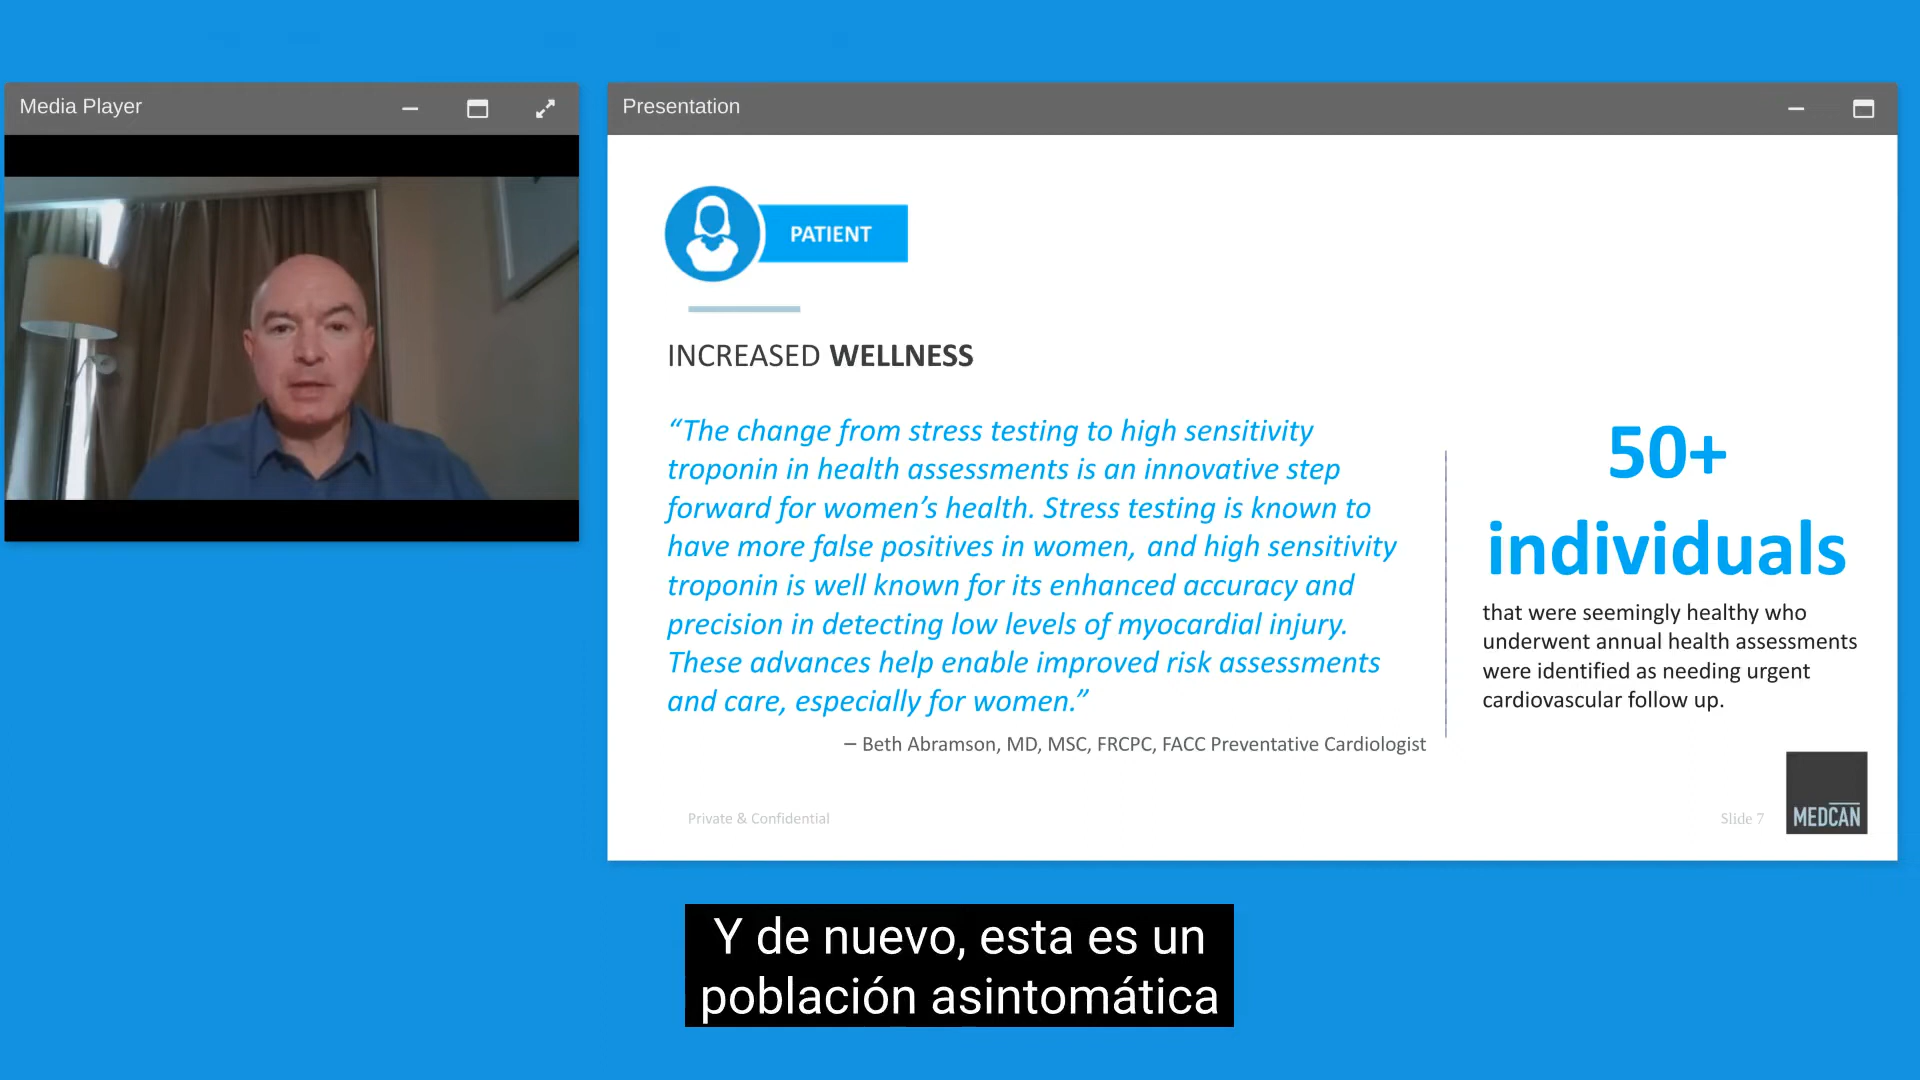 Media Player
Presentation
PATIENT
INCREASED WELLNESS
“The change from stress testing to high sensitivity
troponin in health assessments is an innovative step
forward for women’s health. Stress testing is known to
have more false positives in women, and high sensitivity
troponin is well known for its enhanced accuracy and
precision in detecting low levels of myocardial injury.
These advances help enable improved risk assessments
and care, especially for women.”
– Beth Abramson, MD, MSC, FRCPC, FACC Preventative Cardiologist
50+
individuals
that were seemingly healthy who
underwent annual health assessments
were identified as needing urgent
cardiovascular follow up.
Private & Confidential
Slide 7
MEDCAN
Y de nuevo, esta es un
población asintomática